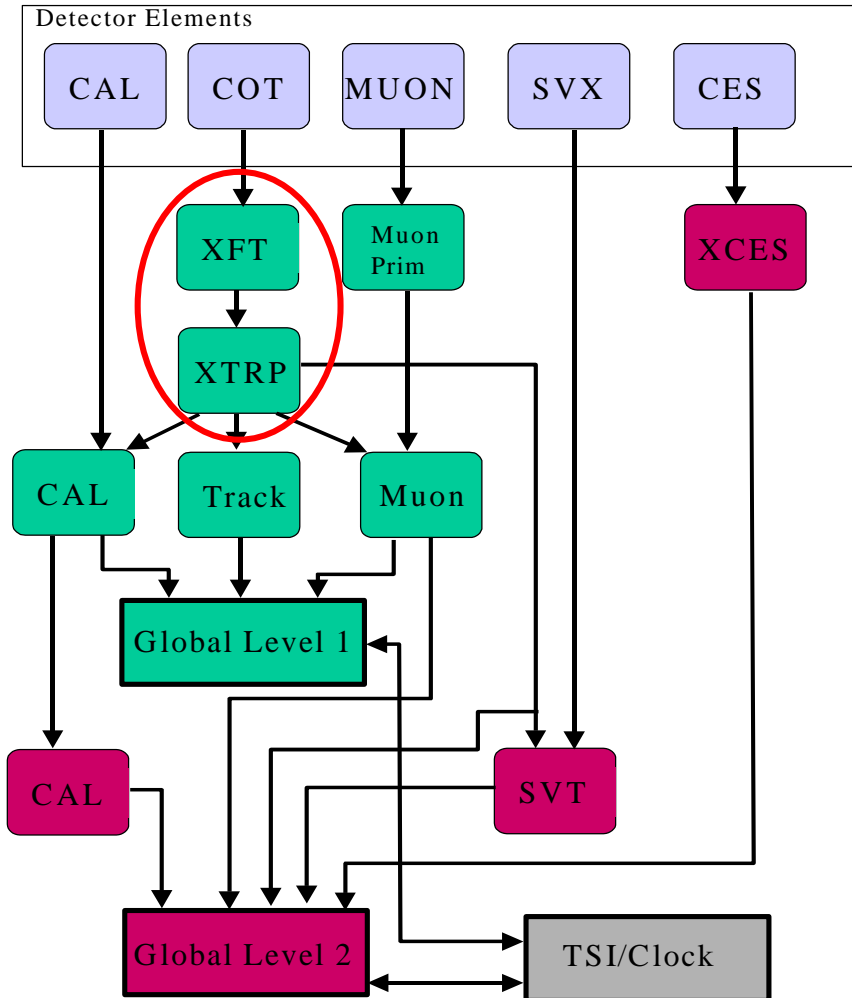 Detector Elements
CAL
COT
MUON
SVX
CES
XFT
Muon
Prim
XCES
XTRP
CAL
Track
Muon
Global Level 1
CAL
SVT
Global Level 2
TSI/Clock